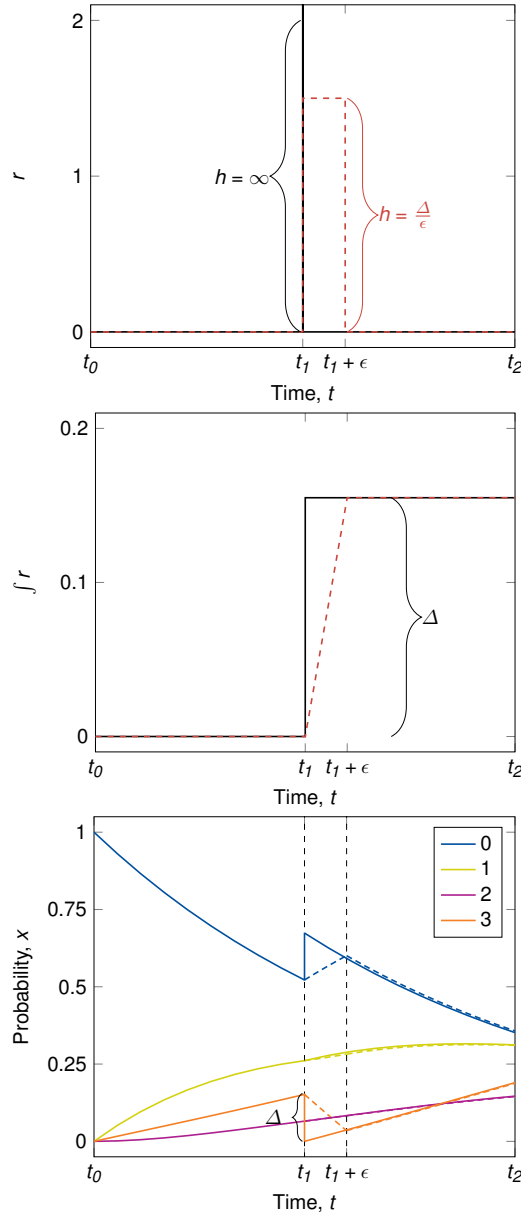 2
h = ∞
r
1
h = Δ/ϵ
0
t0 t1 t1 + ϵ t2
Time, t
0.2
∫ r
0.1
Δ
0
t0 t1 t1 + ϵ t2
Time, t
1
0
1
2
3
0.75
Probability, x
0.5
0.25
Δ
0
t0 t1 t1 + ϵ t2
Time, t